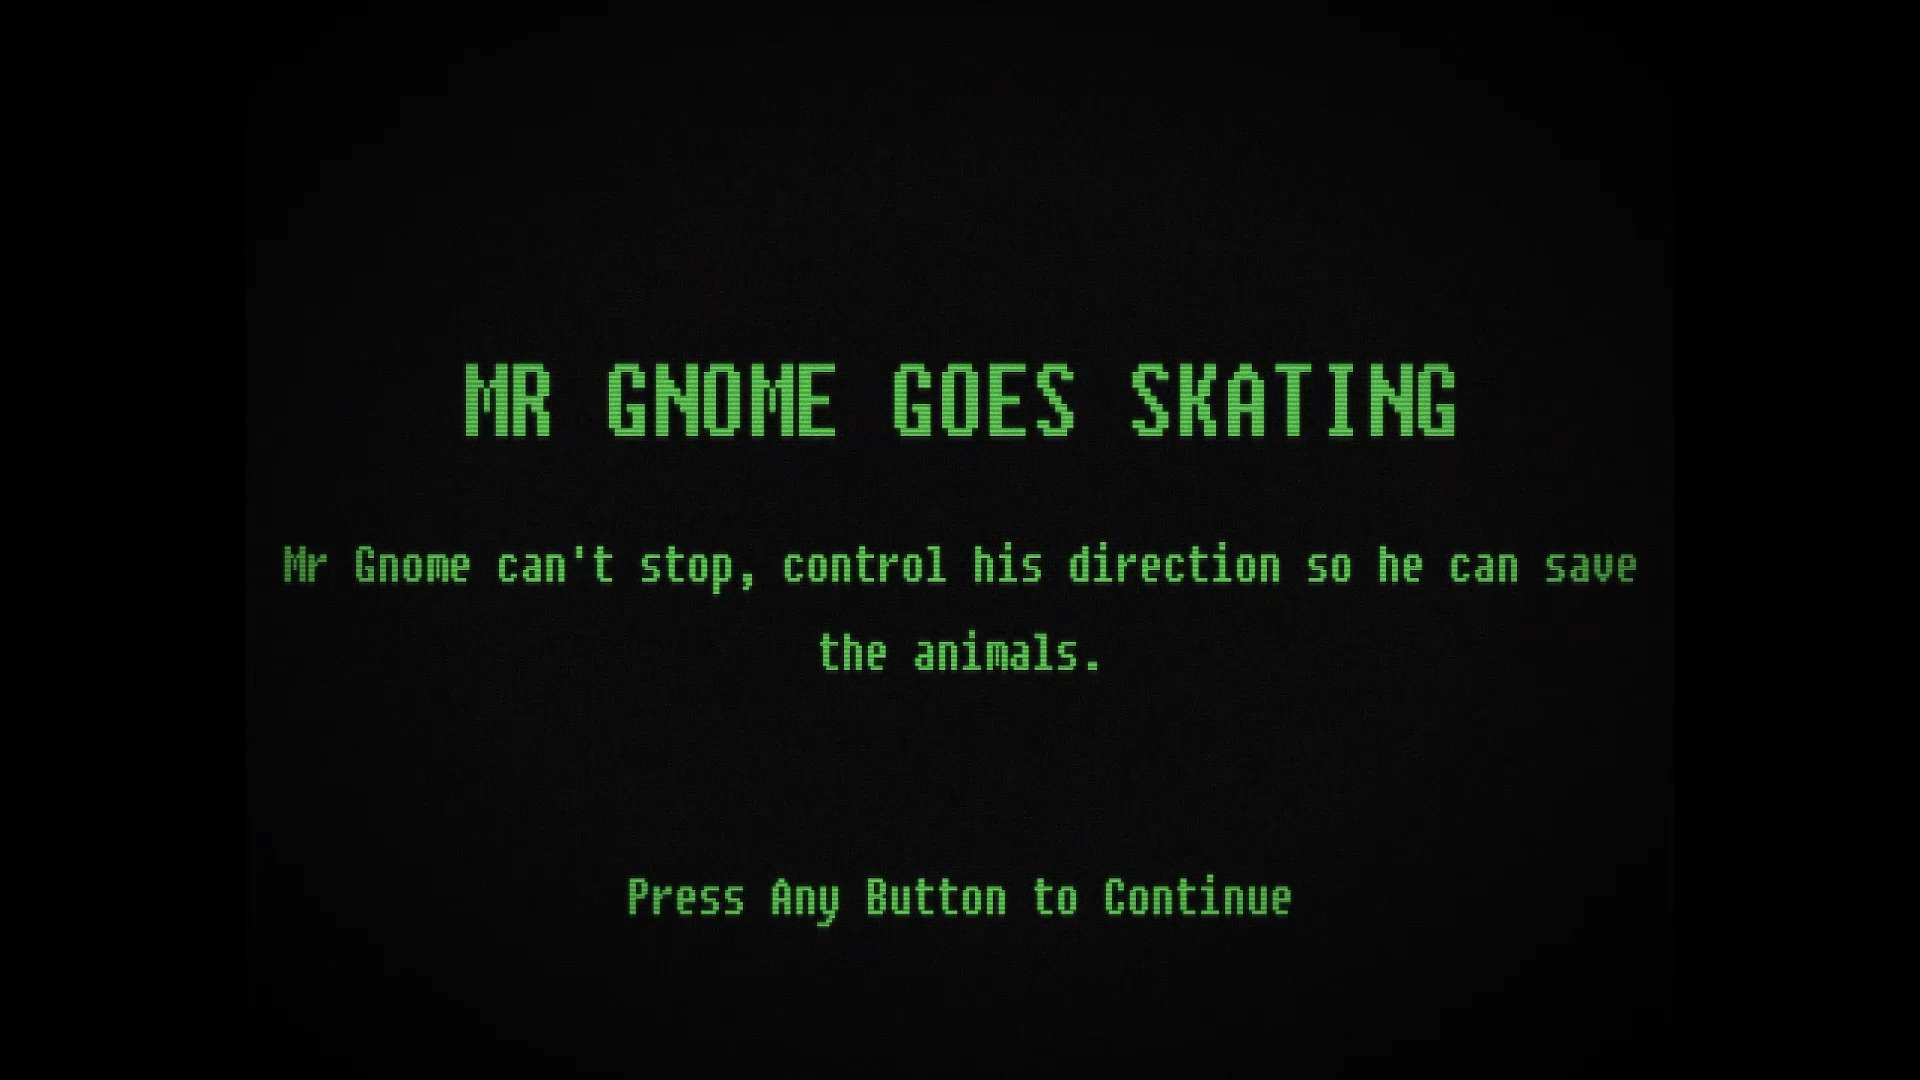 MR GNOME GOES SKATING
Mr Gnome can't stop, control his direction so he can save
the animals.
Press Any Button to Continue